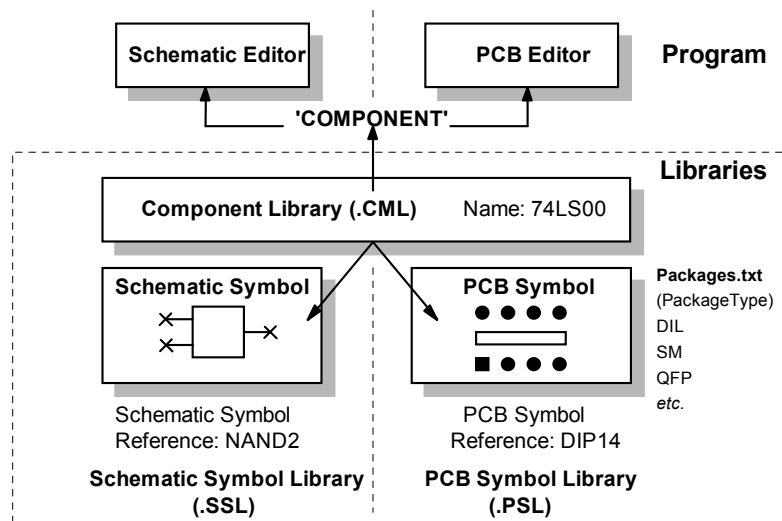 Schematic Editor
PCB Editor
Program
'COMPONENT'
Libraries
Component Library (.CML)
Name: 74LS00
Schematic Symbol
PCB Symbol
Packages.txt
(PackageType)
DIL
SM
QFP
etc.
Schematic Symbol
Reference: NAND2
PCB Symbol
Reference: DIP14
Schematic Symbol Library
(.SSL)
PCB Symbol Library
(.PSL)